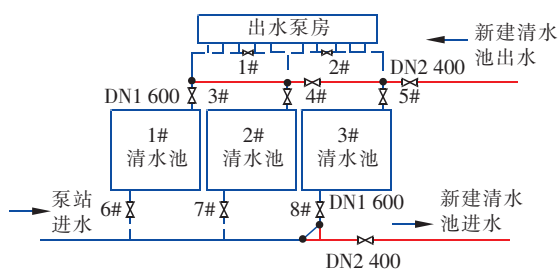 出水泵房
新建清水
池出水
1#
2#
DN2 400
DN1 600
3#
4#
5#
1#
清水池
2#
清水池
3#
清水池
泵站
进水
6#
7#
8#
DN1 600
新建清水
池进水
DN2 400